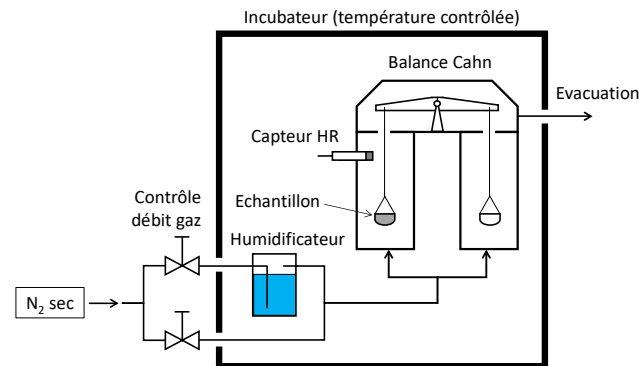 Incubateur (température contrôlée)
Balance Cahn
Evacuation
Capteur HR
Contrôle
débit gaz
Echantillon
Humidificateur
N₂ sec